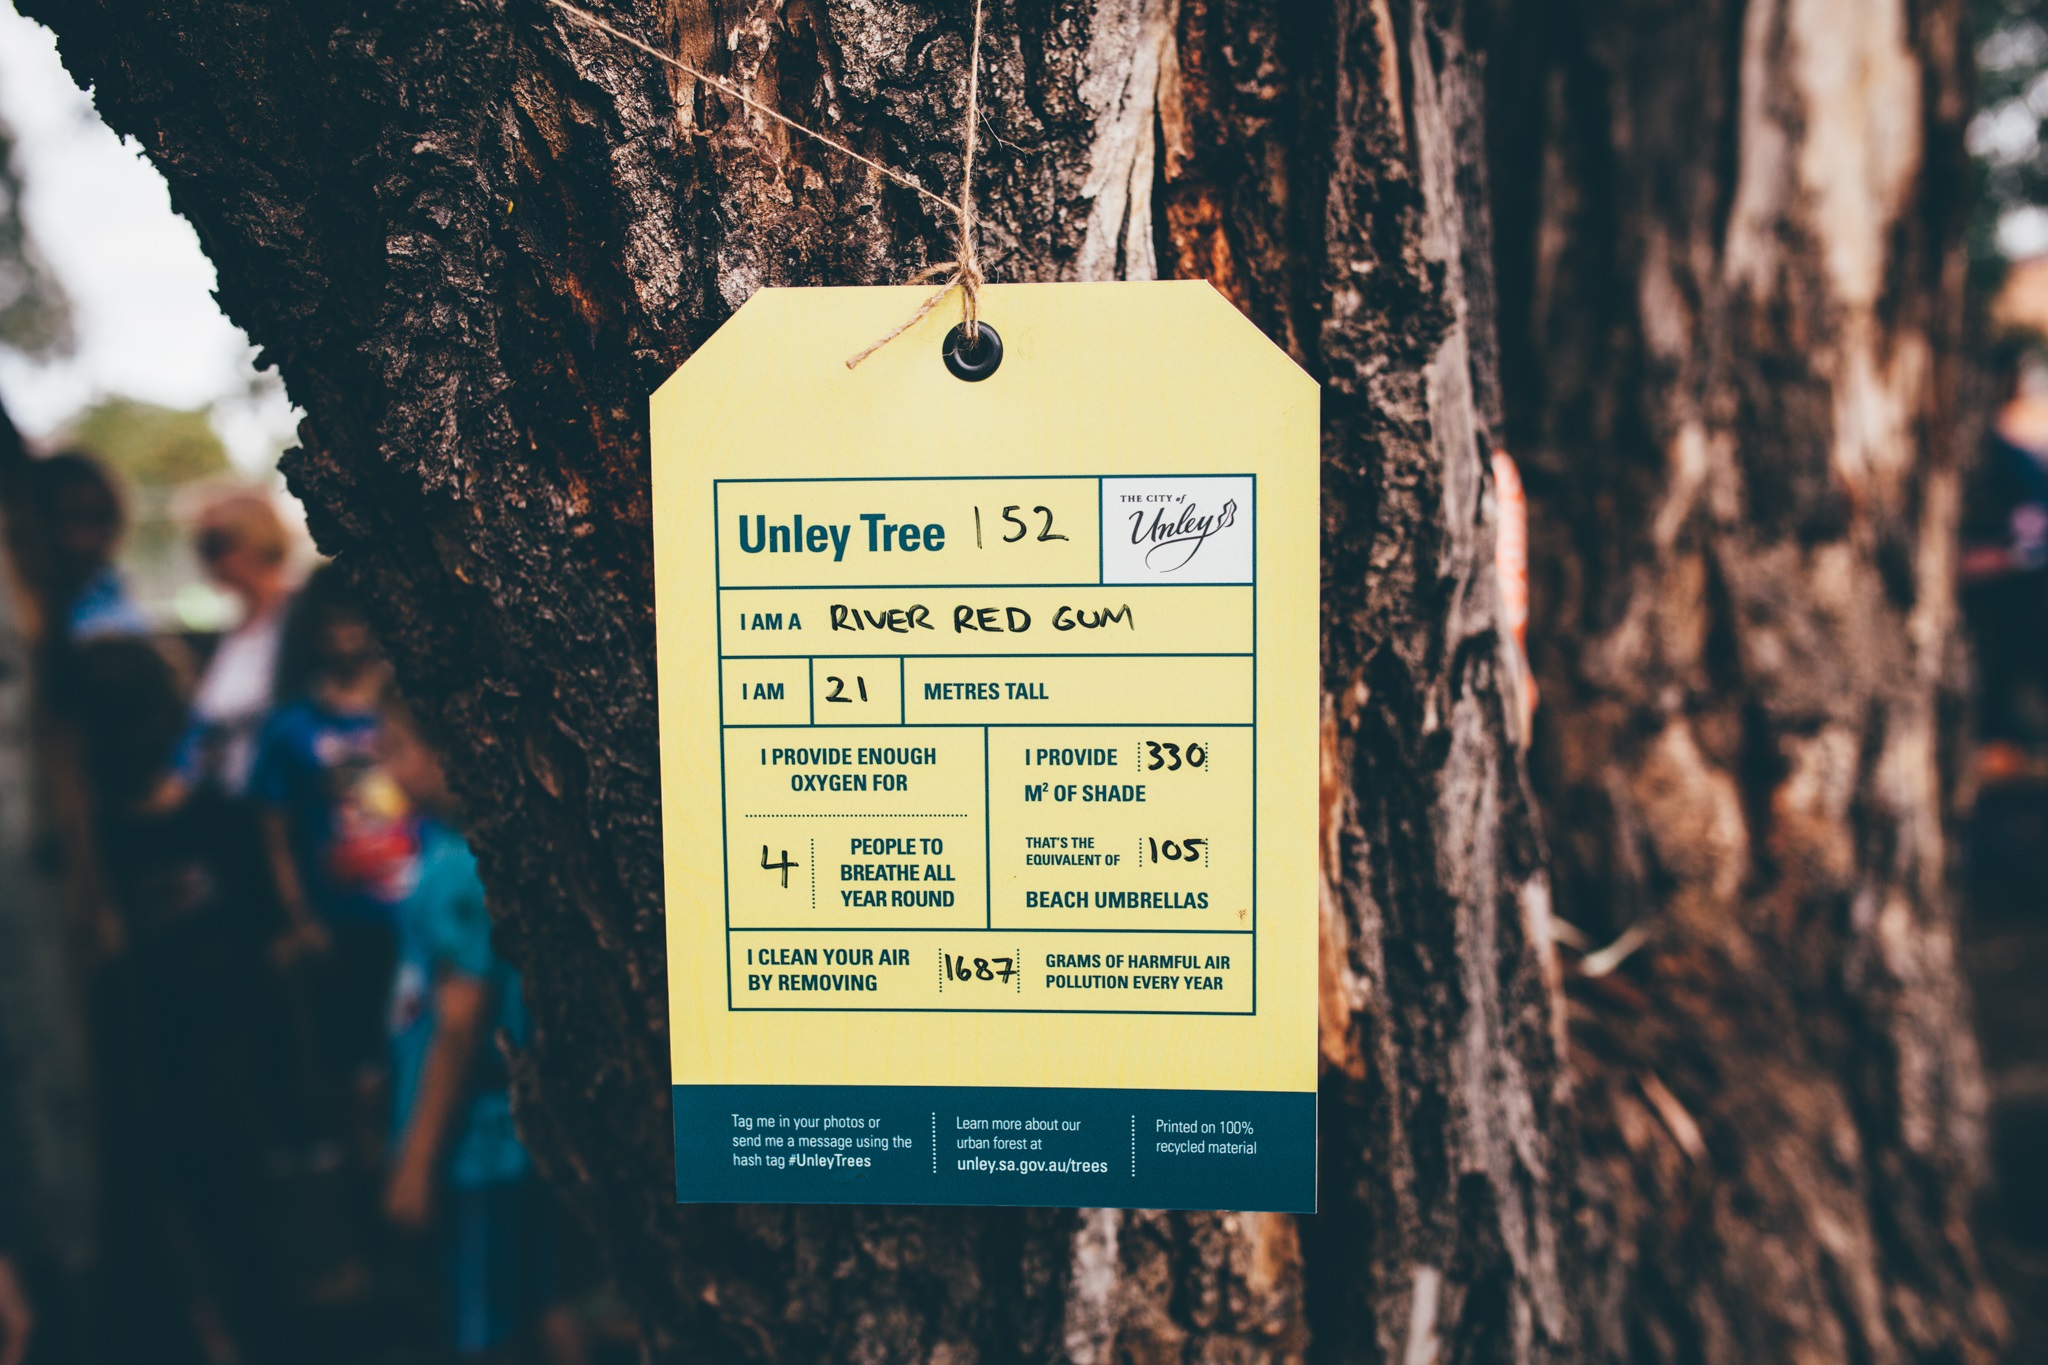 Unley Tree 152
THE CITY of
Unley
I AM A RIVER RED GUM
I AM 21 METRES TALL
I PROVIDE ENOUGH
OXYGEN FOR
4 PEOPLE TO
BREATHE ALL
YEAR ROUND
I PROVIDE 330
M² OF SHADE
THAT'S THE
EQUIVALENT OF 105
BEACH UMBRELLAS
I CLEAN YOUR AIR
BY REMOVING 1687 GRAMS OF HARMFUL AIR
POLLUTION EVERY YEAR
Tag me in your photos or
send me a message using the
hash tag #UnleyTrees
Learn more about our
urban forest at
unley.sa.gov.au/trees
Printed on 100%
recycled material